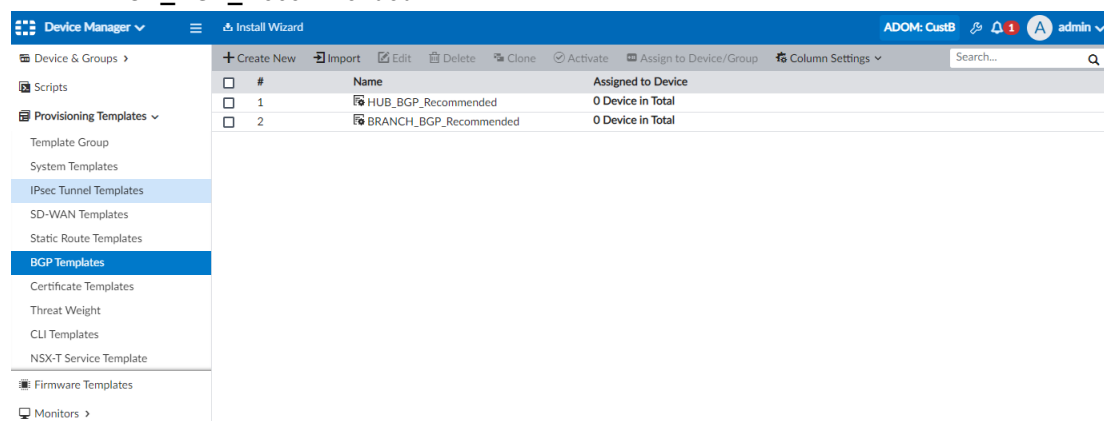 Device Manager
Install Wizard
ADOM: CustB
1
A
admin
Device & Groups
Scripts
Provisioning Templates
Template Group
System Templates
IPsec Tunnel Templates
SD-WAN Templates
Static Route Templates
BGP Templates
Certificate Templates
Threat Weight
CLI Templates
NSX-T Service Template
Firmware Templates
Monitors
Create New Import Edit Delete Clone Activate Assign to Device/Group Column Settings Search...
# Name Assigned to Device
1 HUB_BGP_Recommended 0 Device in Total
2 BRANCH_BGP_Recommended 0 Device in Total